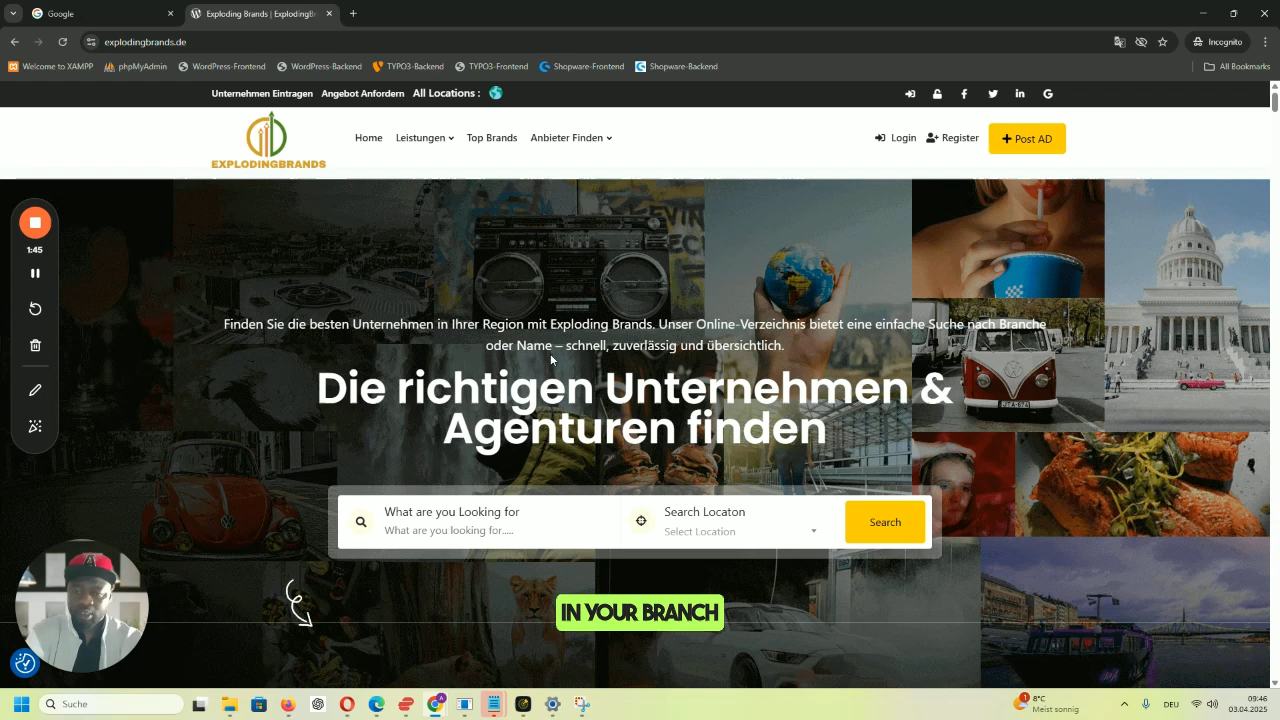 Google
Exploding Brands | ExplodingB
explodingbrands.de
Incognito
Welcome to XAMPP
phpMyAdmin
WordPress-Frontend
WordPress-Backend
TYPO3-Backend
TYPO3-Frontend
Shopware-Frontend
Shopware-Backend
All Bookmarks
Unternehmen Eintragen
Angebot Anfordern
All Locations :
EXPLODINGBRANDS
Home
Leistungen
Top Brands
Anbieter Finden
Login
Register
Post AD
1:45
Finden Sie die besten Unternehmen in Ihrer Region mit Exploding Brands. Unser Online-Verzeichnis bietet eine einfache Suche nach Branche
oder Name – schnell, zuverlässig und übersichtlich.
Die richtigen Unternehmen &
Agenturen finden
What are you Looking for
What are you looking for.....
Search Locaton
Select Location
Search
IN YOUR BRANCH
Suche
1
8°C
Meist sonnig
DEU
09:46
03.04.2025